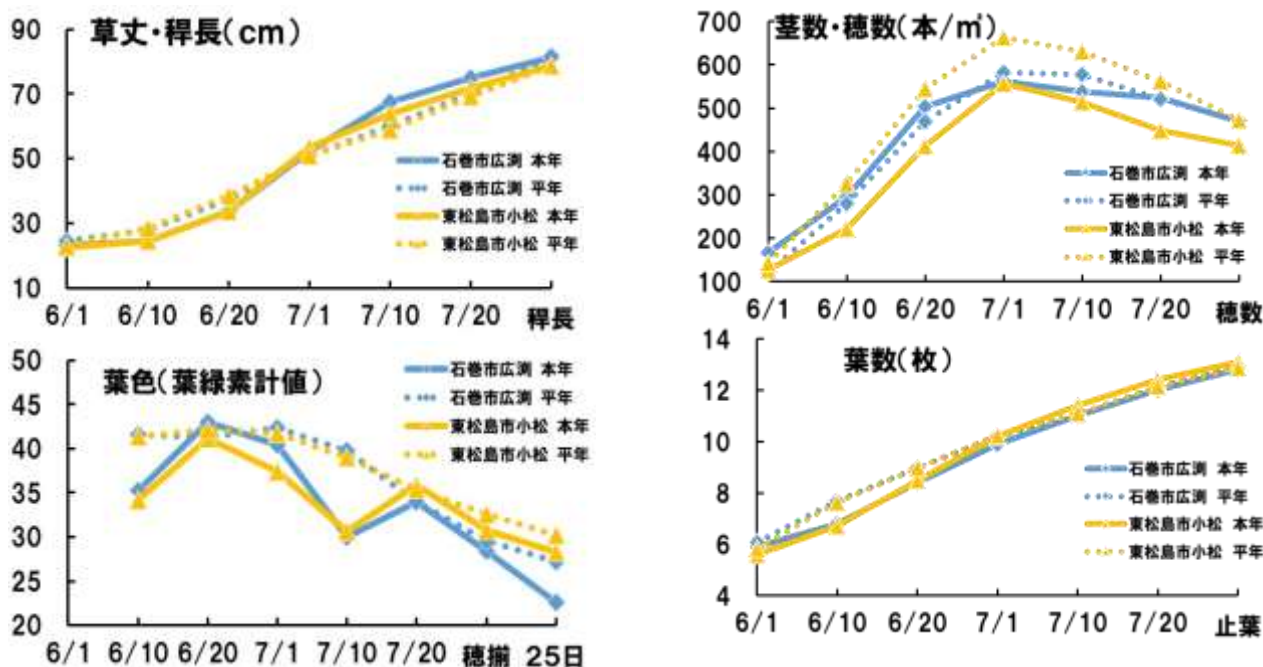 草丈・稈長(cm)
90
70
50
30
10
6/1 6/10 6/20 7/1 7/10 7/20 稈長
石巻市広渕 本年
石巻市広渕 平年
東松島市小松 本年
東松島市小松 平年
茎数・穂数(本/㎡)
700
600
500
400
300
200
100
6/1 6/10 6/20 7/1 7/10 7/20 穂数
石巻市広渕 本年
石巻市広渕 平年
東松島市小松 本年
東松島市小松 平年
葉色(葉緑素計値)
50
45
40
35
30
25
20
6/1 6/10 6/20 7/1 7/10 7/20 穂揃 25日
石巻市広渕 本年
石巻市広渕 平年
東松島市小松 本年
東松島市小松 平年
葉数(枚)
14
12
10
8
6
4
6/1 6/10 6/20 7/1 7/10 7/20 止葉
石巻市広渕 本年
石巻市広渕 平年
東松島市小松 本年
東松島市小松 平年